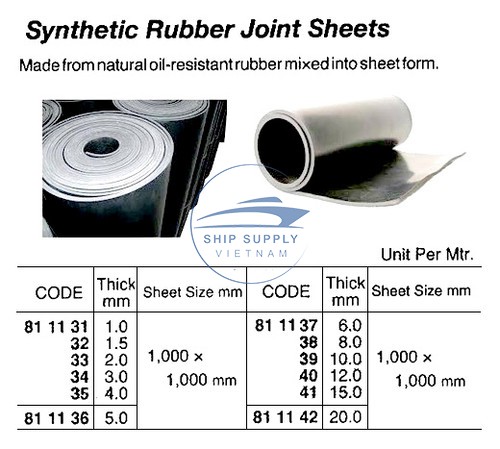 Synthetic Rubber Joint Sheets
Made from natural oil-resistant rubber mixed into sheet form.
SHIP SUPPLY
VIETNAM
Unit Per Mtr.
CODE Thick mm Sheet Size mm CODE Thick mm Sheet Size mm
81 11 31 1.0 81 11 37 6.0
32 1.5 38 8.0
33 2.0 1,000 × 39 10.0 1,000 ×
34 3.0 1,000 mm 40 12.0 1,000 mm
35 4.0 41 15.0
81 11 36 5.0 81 11 42 20.0